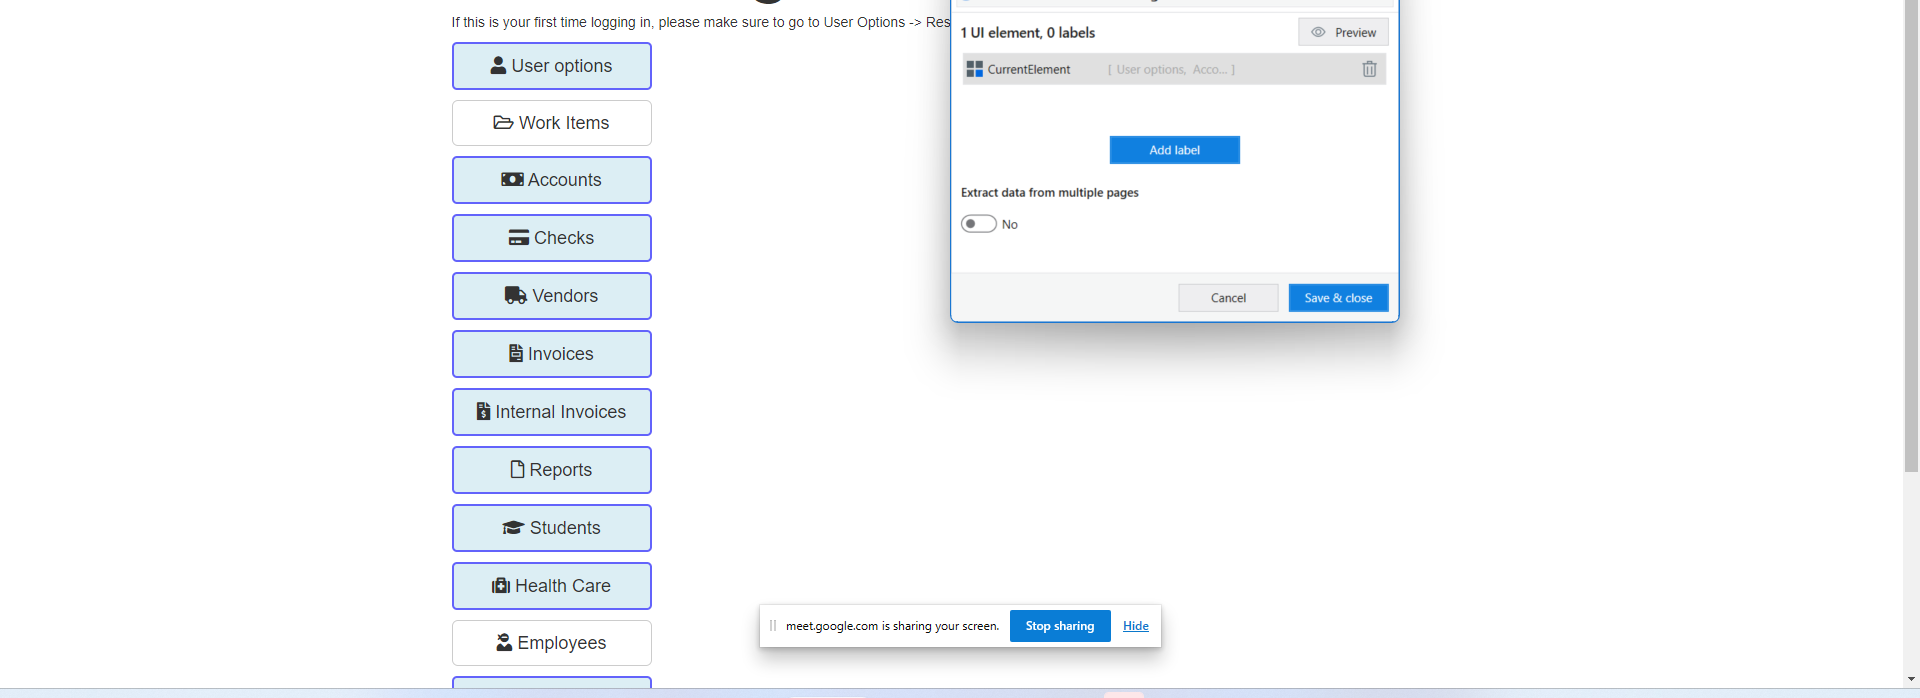 If this is your first time logging in, please make sure to go to User Options -> Res
User options
Work Items
Accounts
Checks
Vendors
Invoices
Internal Invoices
Reports
Students
Health Care
Employees
1 UI element, 0 labels
Preview
CurrentElement [ User options, Acco... ]
Add label
Extract data from multiple pages
No
Cancel
Save & close
meet.google.com is sharing your screen.
Stop sharing
Hide